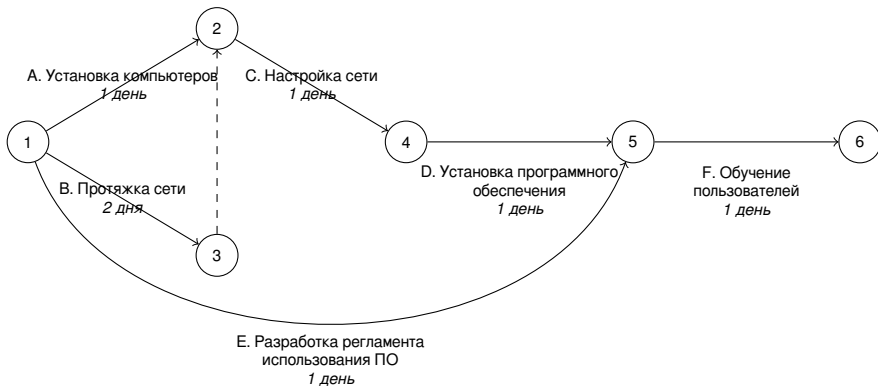 2
A. Установка компьютеров
1 день
C. Настройка сети
1 день
1
4
5
6
B. Протяжка сети
2 дня
D. Установка программного
обеспечения
1 день
F. Обучение
пользователей
1 день
3
E. Разработка регламента
использования ПО
1 день